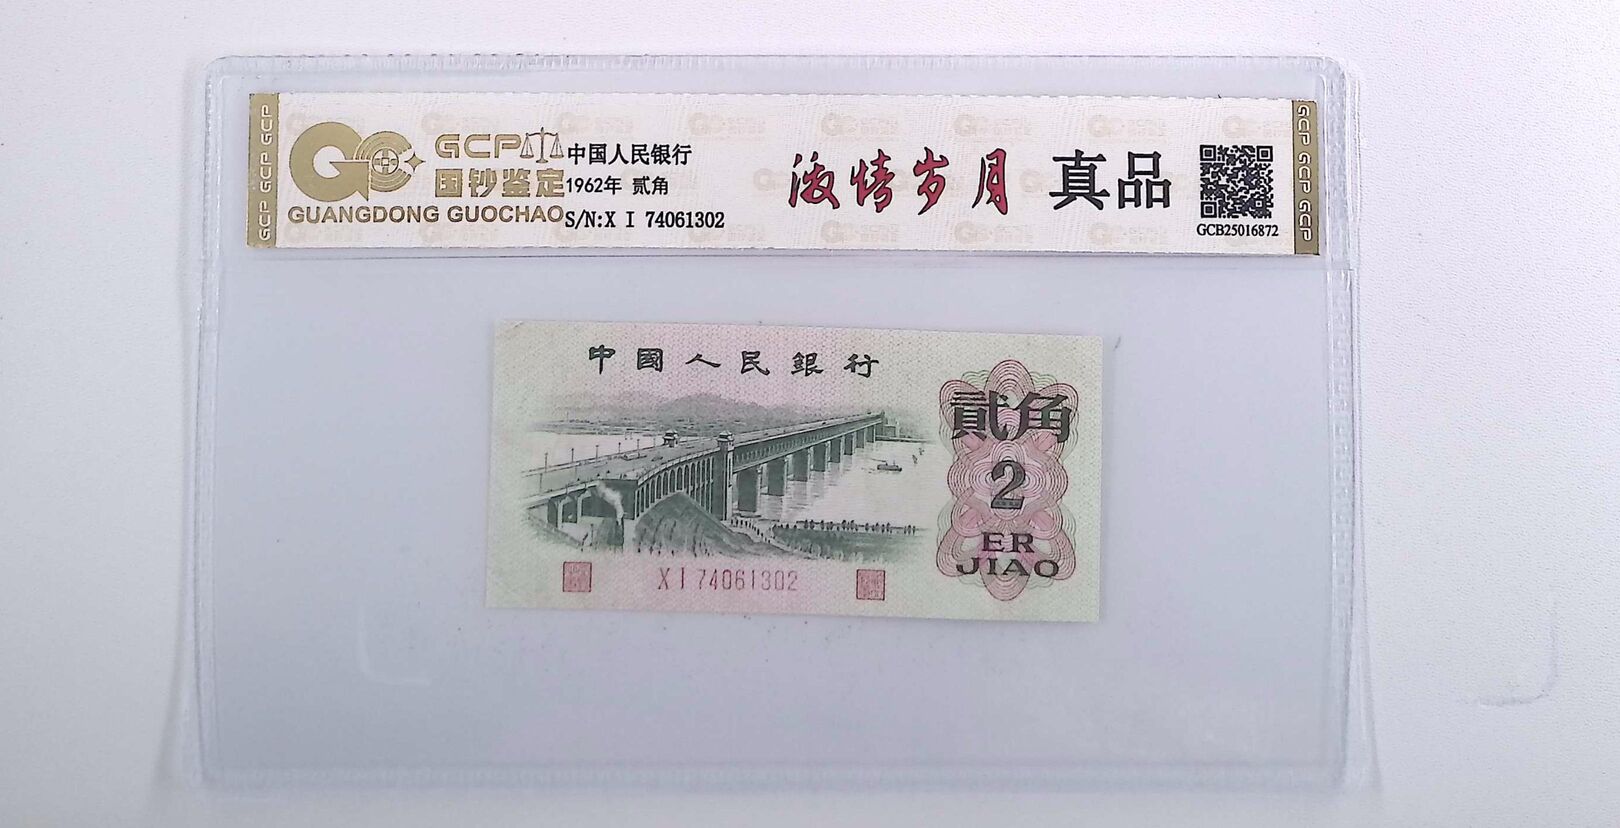 GCP GCP GCP
GCP
国钞鉴定
GUANGDONG GUOCHAO
中国人民银行
1962年 贰角
S/N:X I 74061302
激情岁月 真品
GCB25016872
GCP GCP GCP
中國人民銀行
貳角
2
ER
JIAO
X I 74061302